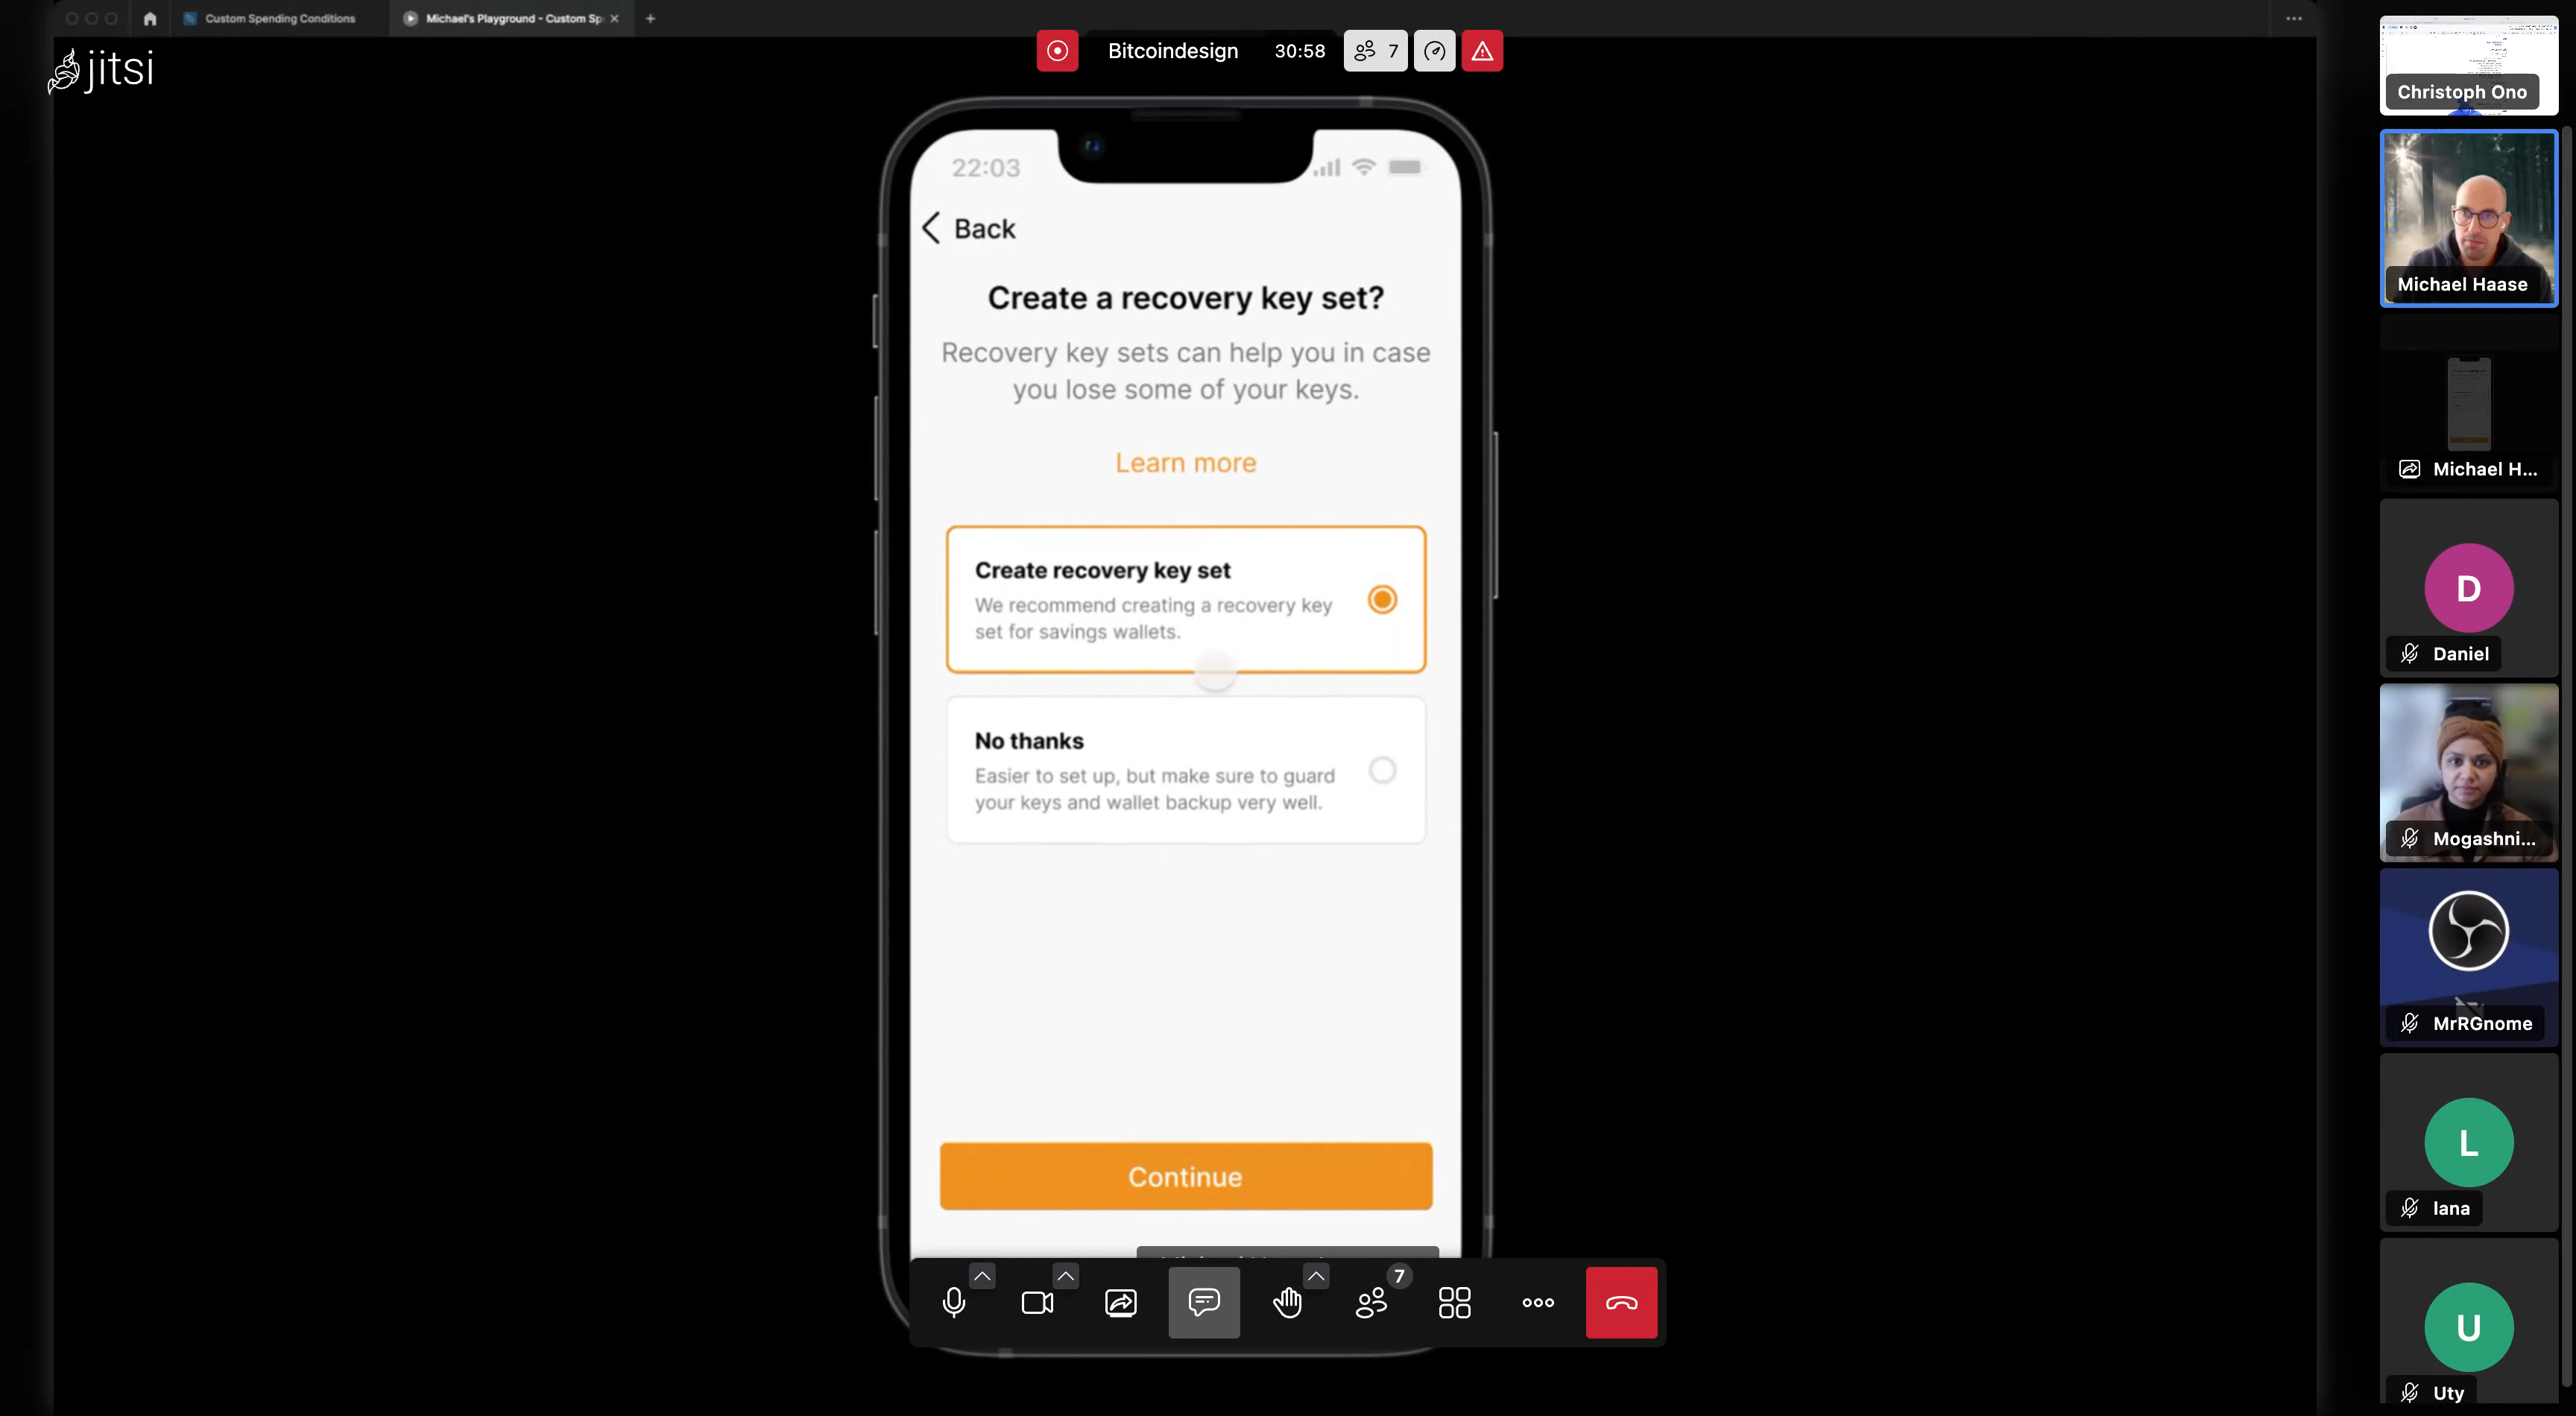 Custom Spending Conditions
Michael's Playground - Custom Sp
jitsi
Bitcoindesign
30:58
7
22:03
Back
Create a recovery key set?
Recovery key sets can help you in case
you lose some of your keys.
Learn more
Create recovery key set
We recommend creating a recovery key
set for savings wallets.
No thanks
Easier to set up, but make sure to guard
your keys and wallet backup very well.
Continue
7
Christoph Ono
Michael Haase
Michael H...
D
Daniel
Mogashni...
MrRGnome
L
lana
U
Uty